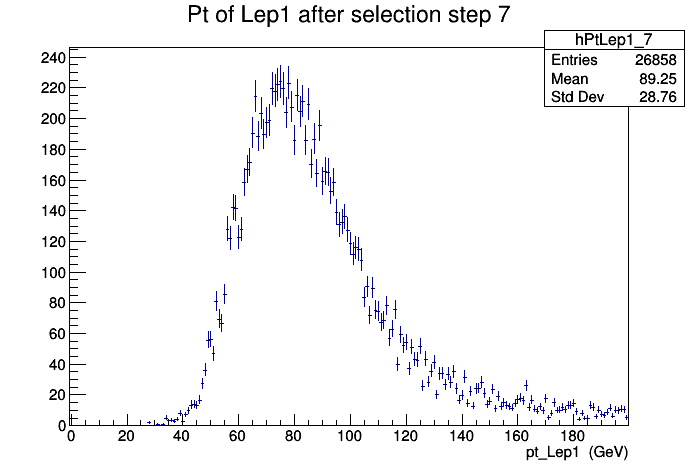 Pt of Lep1 after selection step 7
hPtLep1_7
Entries 26858
Mean 89.25
Std Dev 28.76
240
220
200
180
160
140
120
100
80
60
40
20
0
0 20 40 60 80 100 120 140 160 180
pt_Lep1 (GeV)